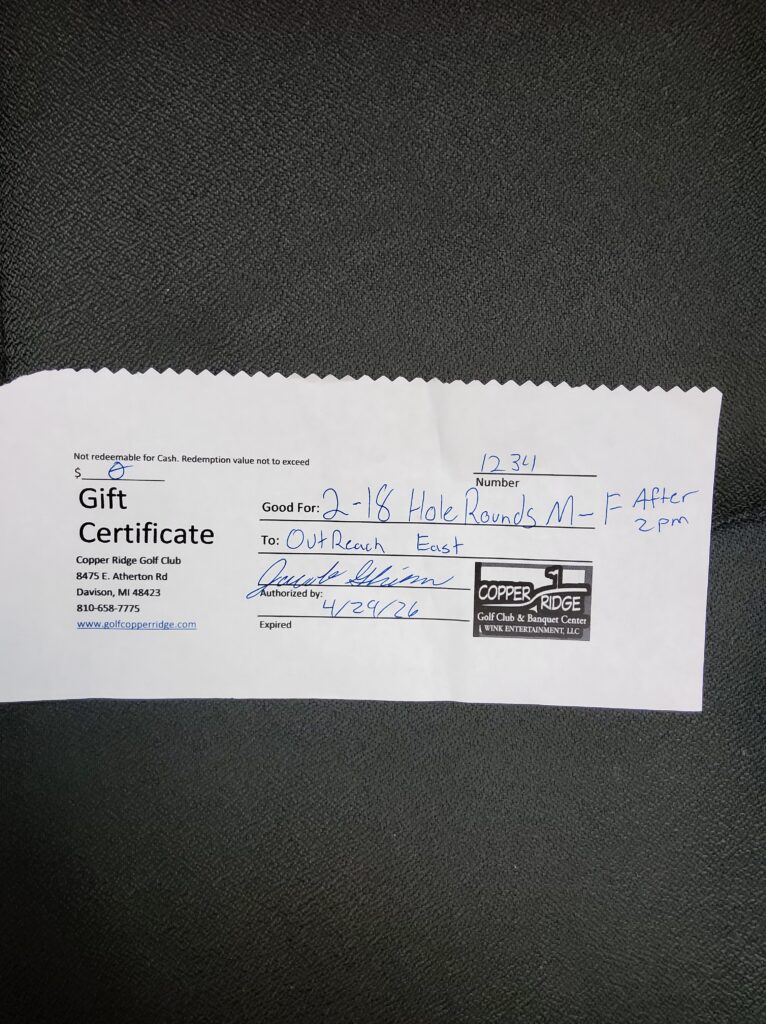 Not redeemable for Cash. Redemption value not to exceed
$ 0
Gift
Certificate
Copper Ridge Golf Club
8475 E. Atherton Rd
Davison, MI 48423
810-658-7775
www.golfcopperridge.com
1234
Number
Good For: 2-18 Hole Rounds M-F After
2pm
To: OutReach East
Authorized by:
4/29/26
Expired
COPPER RIDGE
Golf Club & Banquet Center
WINK ENTERTAINMENT, LLC